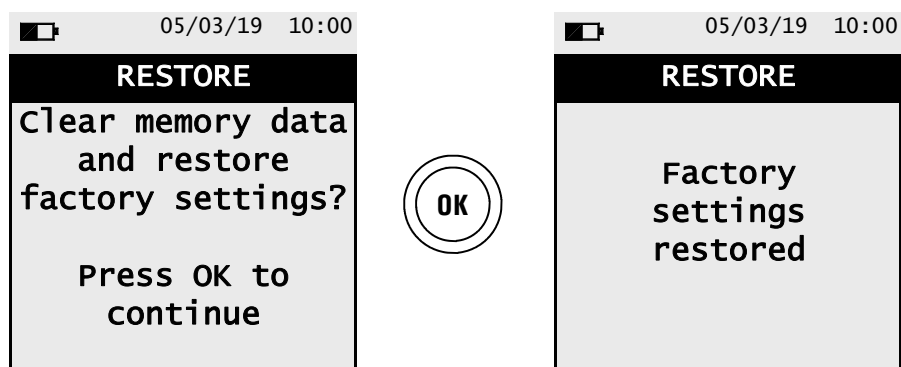 05/03/19 10:00
RESTORE
Clear memory data
and restore
factory settings?
Press OK to
continue
OK
05/03/19 10:00
RESTORE
Factory
settings
restored